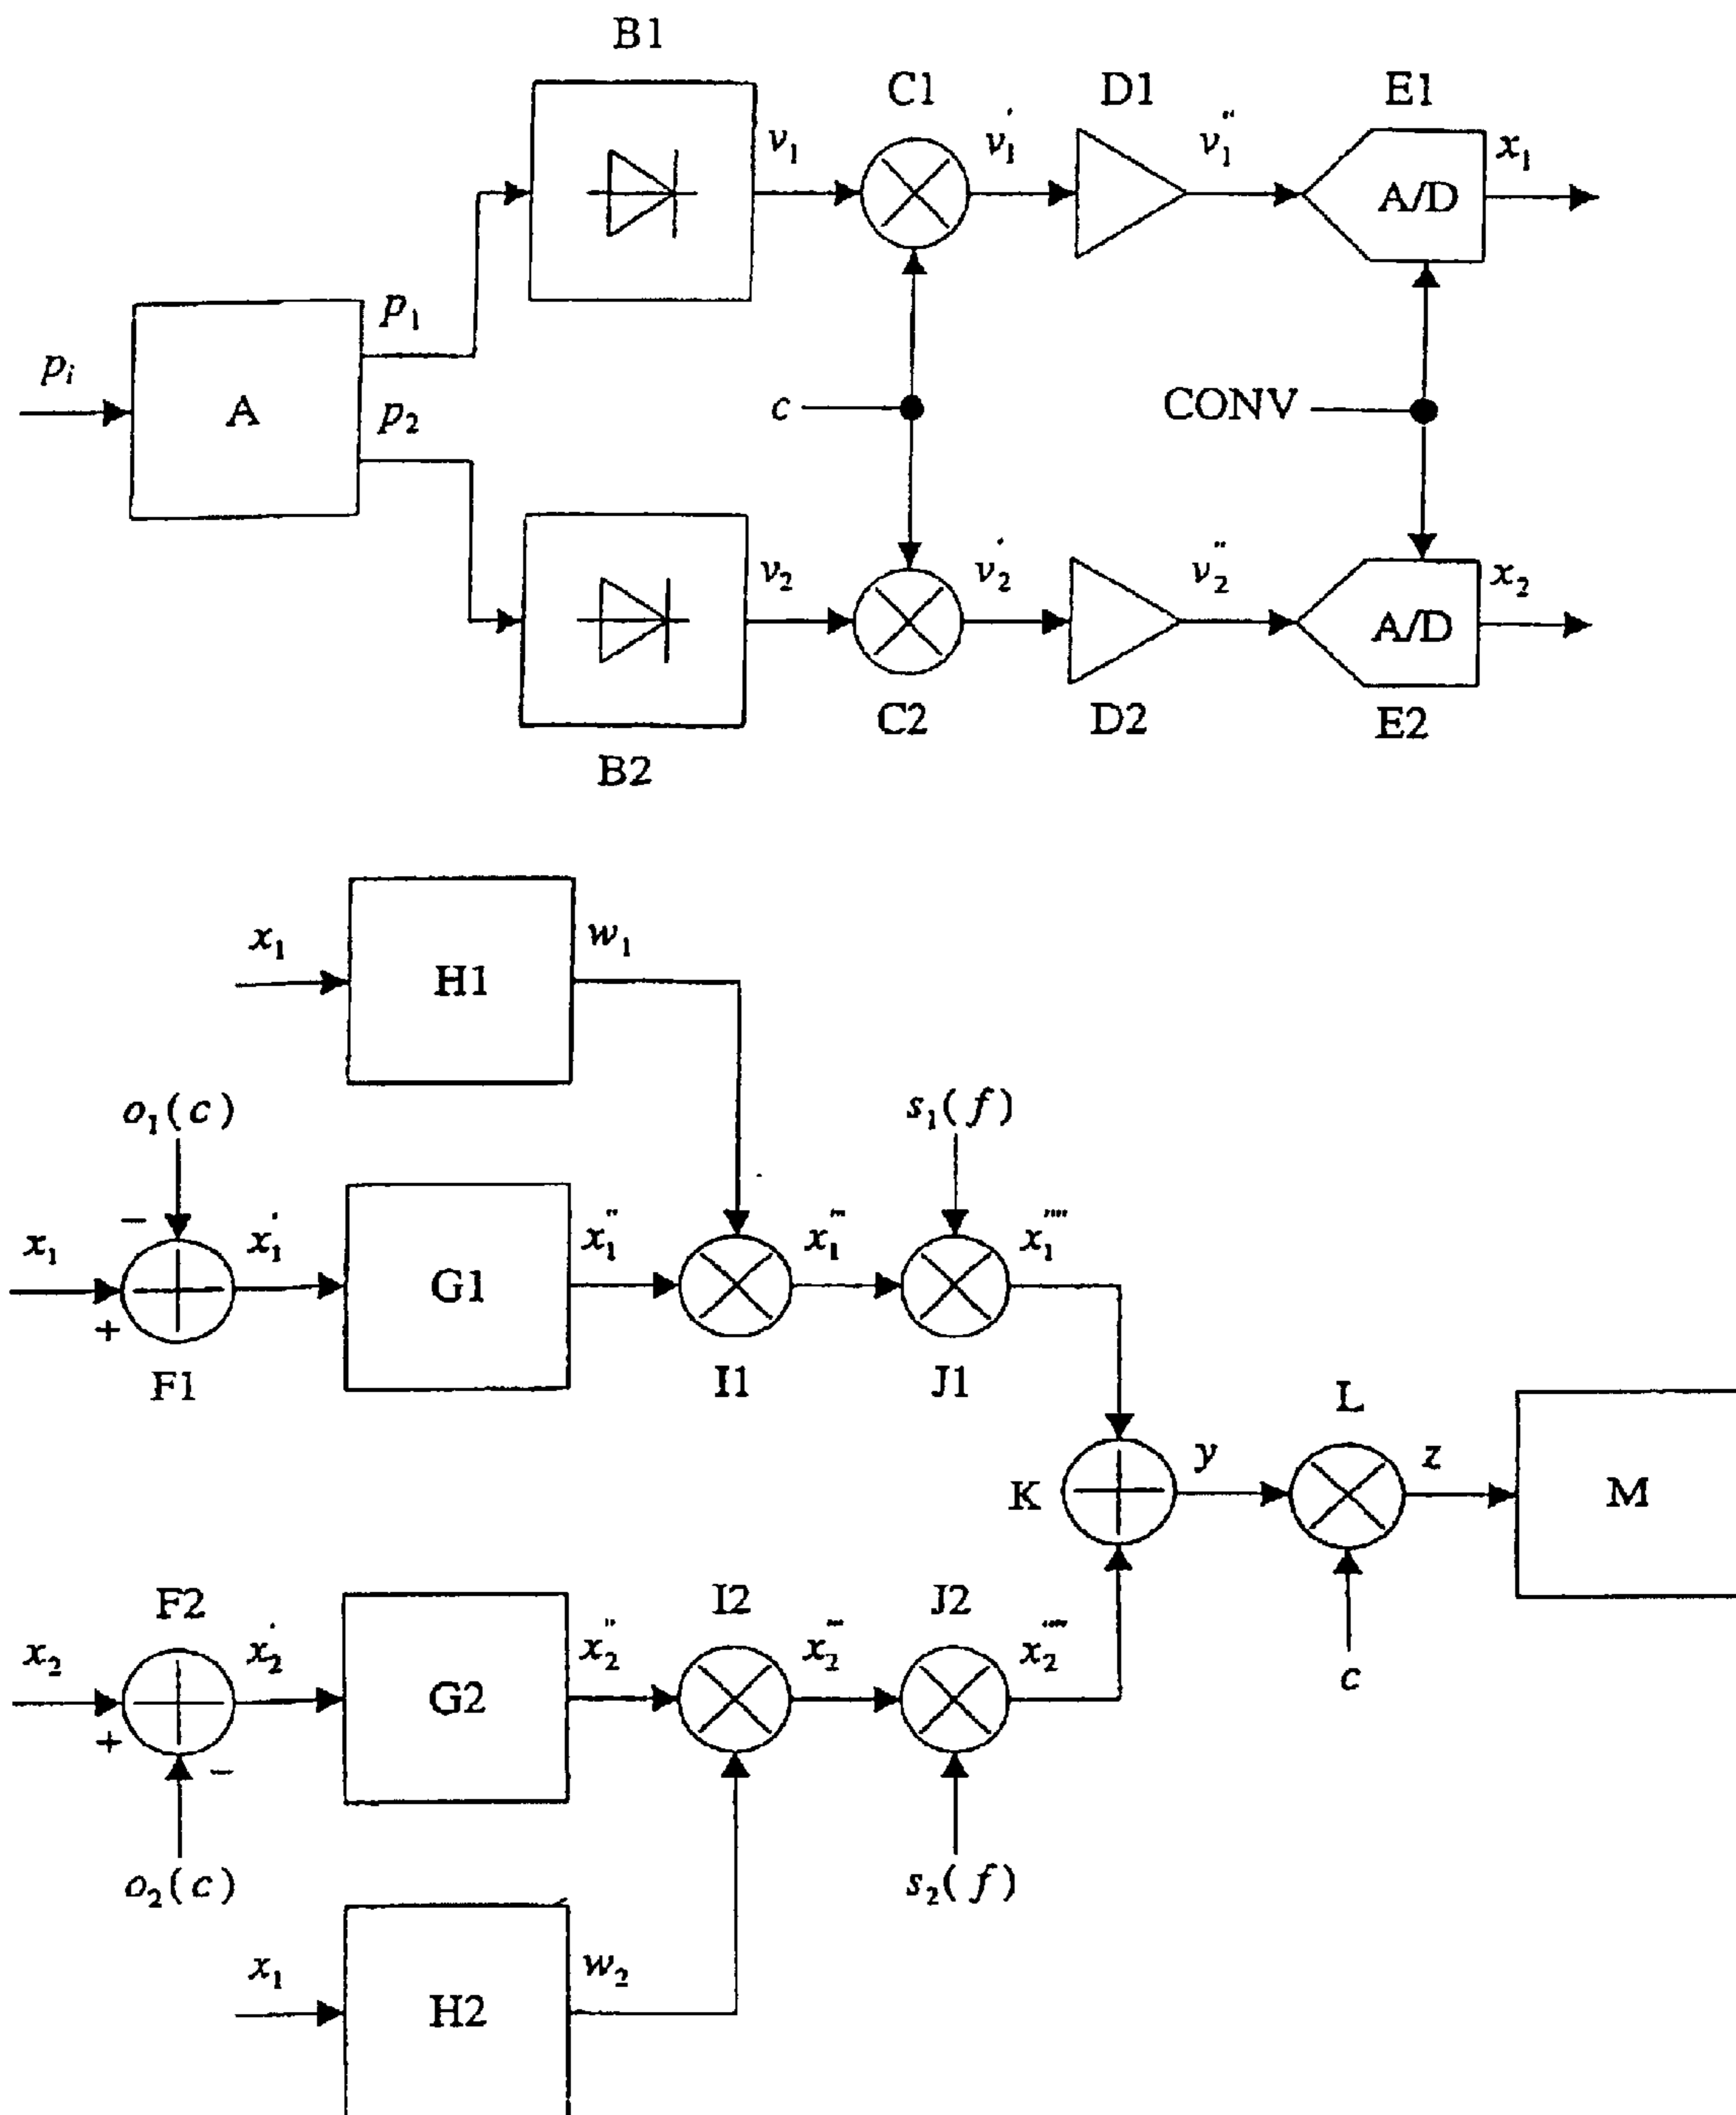 B1
C1 D1 E1
v₁ v₁' v₁'' x₁
A/D
p₁
pᵢ A c CONV
p₂
v₂ v₂' v₂'' x₂
A/D
C2 D2 E2
B2
x₁ H1 w₁
o₁(c) s₁(f)
− x₁ x₁' G1 x₁'' x₁''' x₁''''
+
F1 I1 J1
L
K y z M
F2 I2 J2
x₂ x₂' G2 x₂'' x₂''' x₂''''
+ −
c
o₂(c) s₂(f)
x₁ H2 w₂